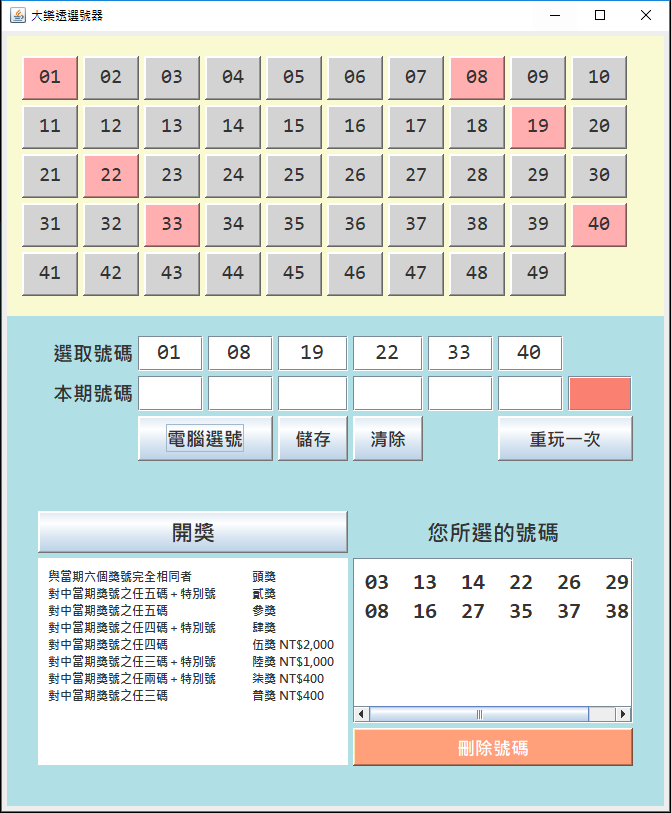 大樂透選號器
01 02 03 04 05 06 07 08 09 10
11 12 13 14 15 16 17 18 19 20
21 22 23 24 25 26 27 28 29 30
31 32 33 34 35 36 37 38 39 40
41 42 43 44 45 46 47 48 49
選取號碼 01 08 19 22 33 40
本期號碼
電腦選號 儲存 清除 重玩一次
開獎
與當期六個獎號完全相同者 頭獎
對中當期獎號之任五碼 + 特別號 貳獎
對中當期獎號之任五碼 參獎
對中當期獎號之任四碼 + 特別號 肆獎
對中當期獎號之任四碼 伍獎 NT$2,000
對中當期獎號之任三碼 + 特別號 陸獎 NT$1,000
對中當期獎號之任兩碼 + 特別號 柒獎 NT$400
對中當期獎號之任三碼 普獎 NT$400
您所選的號碼
03 13 14 22 26 29
08 16 27 35 37 38
刪除號碼